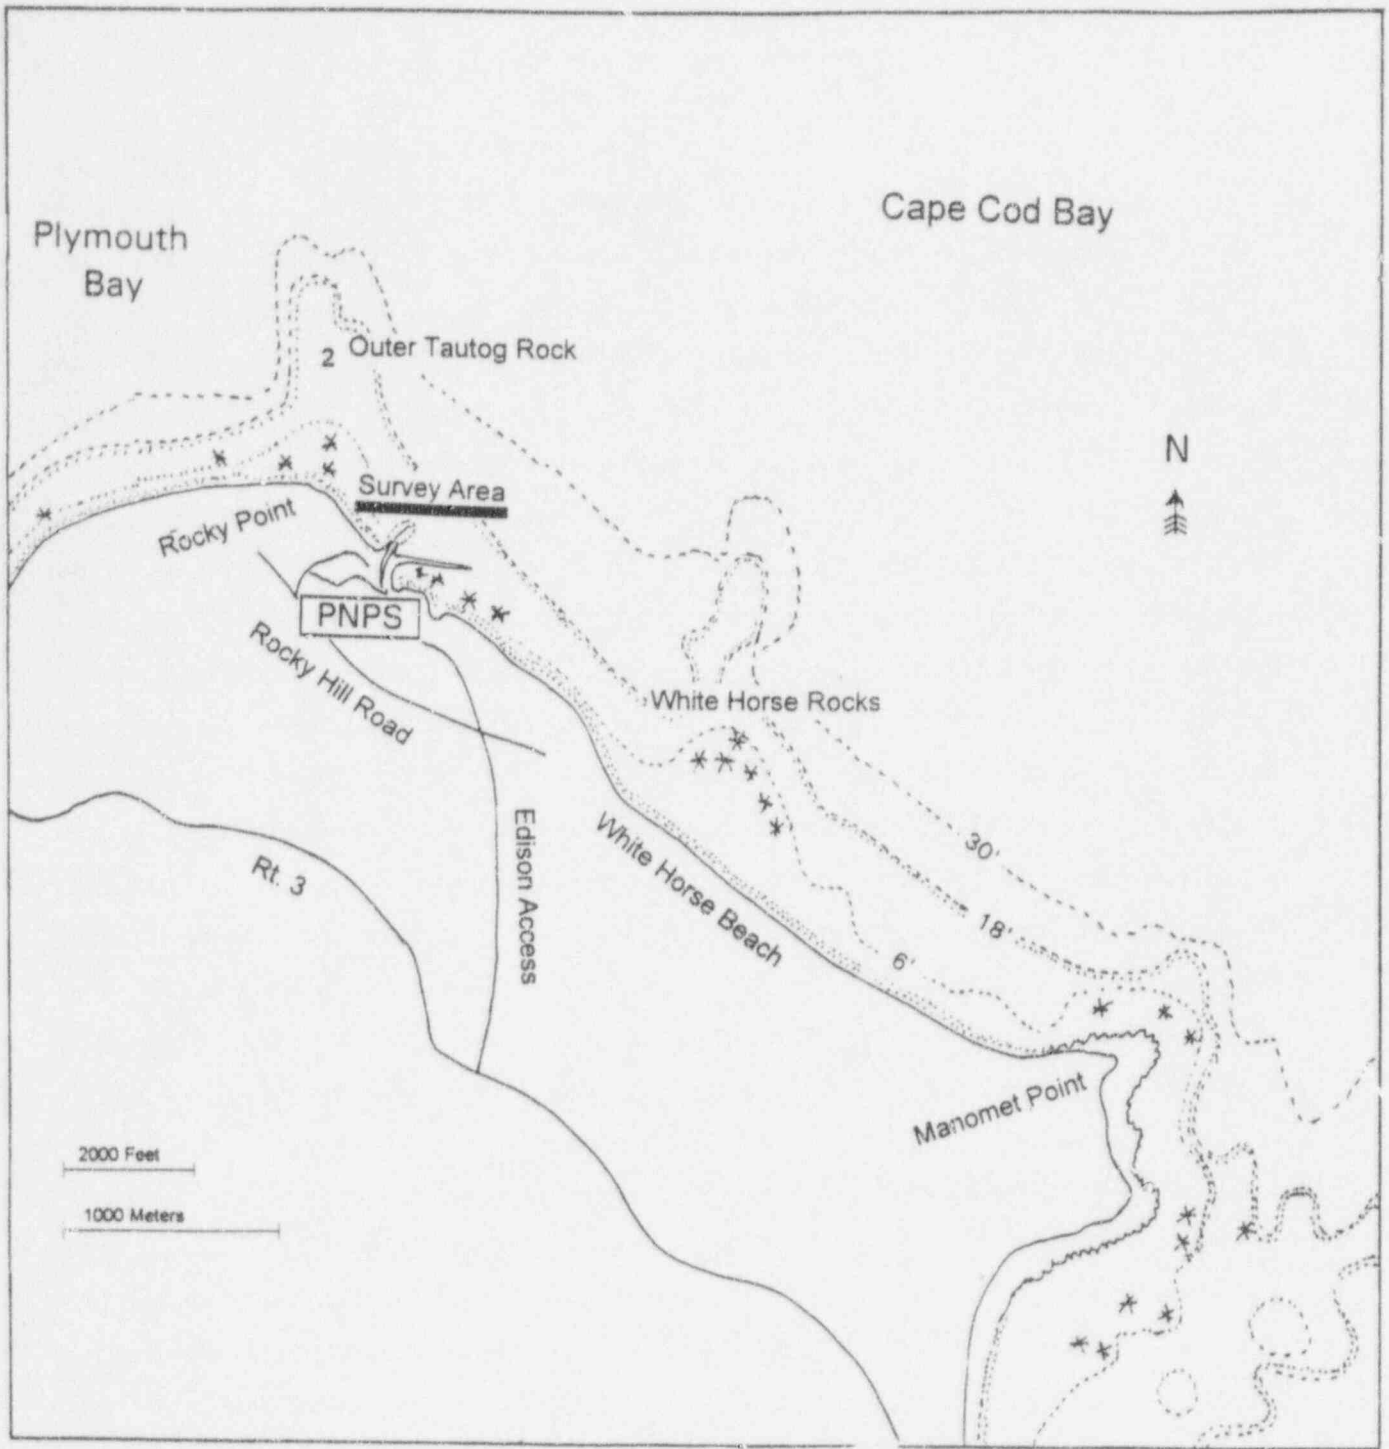 Cape Cod Bay
Plymouth
Bay
2 Outer Tautog Rock
N
Survey Area
Rocky Point
PNPS
Rocky Hill Road
White Horse Rocks
Edison Access
White Horse Beach
30'
Rt. 3
18'
6'
Manomet Point
2000 Feet
1000 Meters